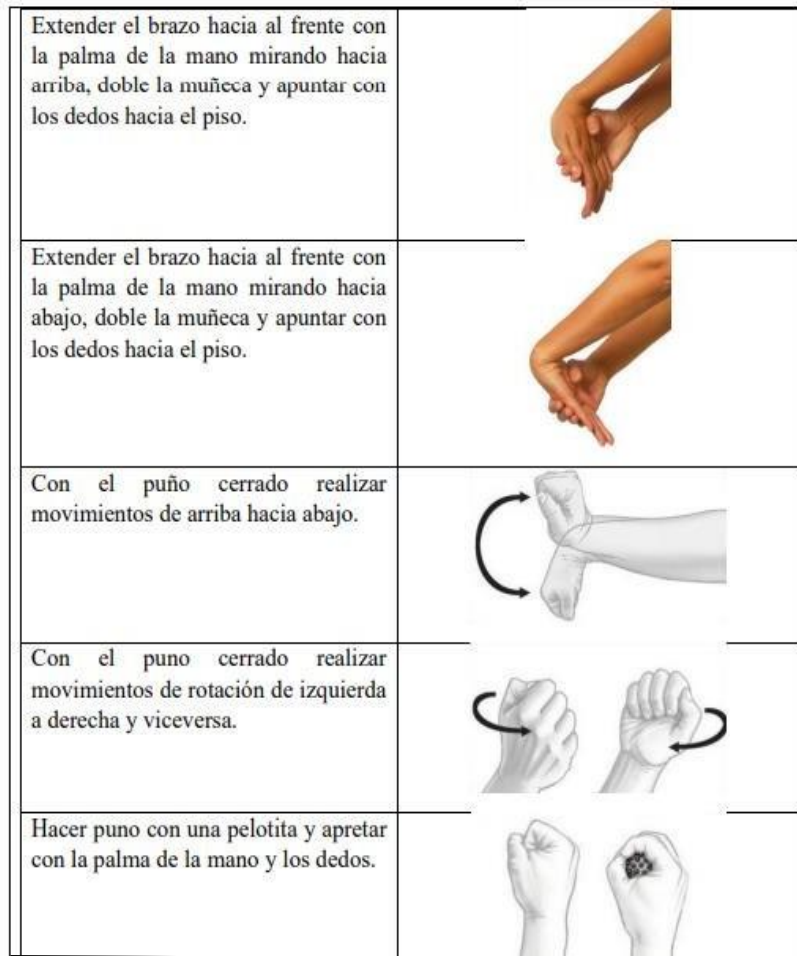 Extender el brazo hacia al frente con
la palma de la mano mirando hacia
arriba, doble la muñeca y apuntar con
los dedos hacia el piso.
Extender el brazo hacia al frente con
la palma de la mano mirando hacia
abajo, doble la muñeca y apuntar con
los dedos hacia el piso.
Con el puño cerrado realizar
movimientos de arriba hacia abajo.
Con el puno cerrado realizar
movimientos de rotación de izquierda
a derecha y viceversa.
Hacer puno con una pelotita y apretar
con la palma de la mano y los dedos.